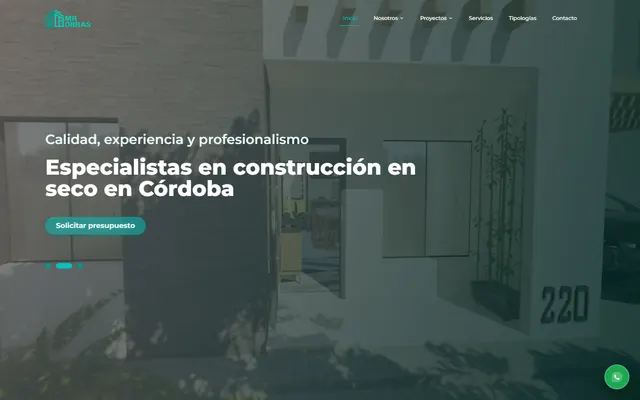 MR
OBRAS
Inicio
Nosotros
Proyectos
Servicios
Tipologías
Contacto
Calidad, experiencia y profesionalismo
Especialistas en construcción en
seco en Córdoba
Solicitar presupuesto
220